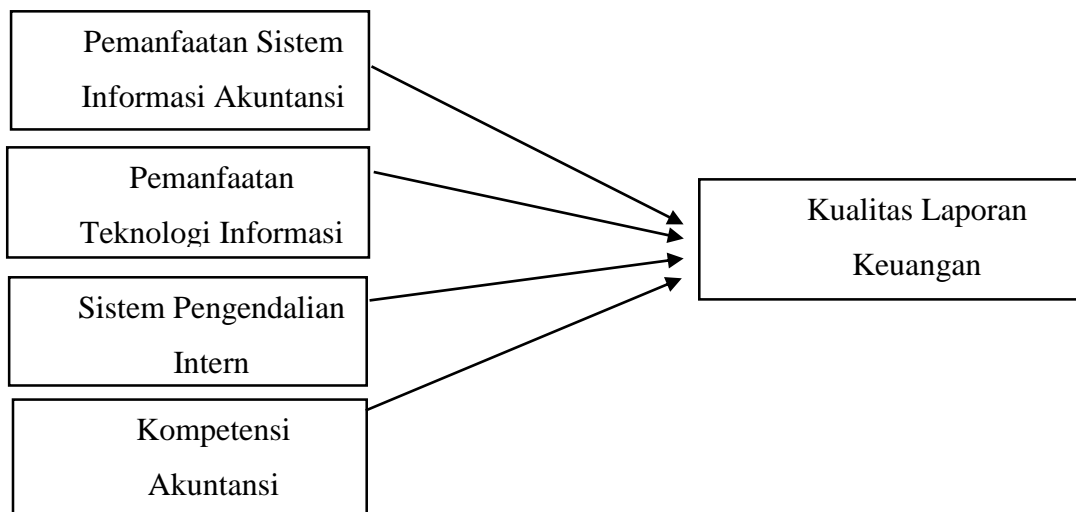 Pemanfaatan Sistem
Informasi Akuntansi
Pemanfaatan
Teknologi Informasi
Sistem Pengendalian
Intern
Kompetensi
Akuntansi
Kualitas Laporan
Keuangan